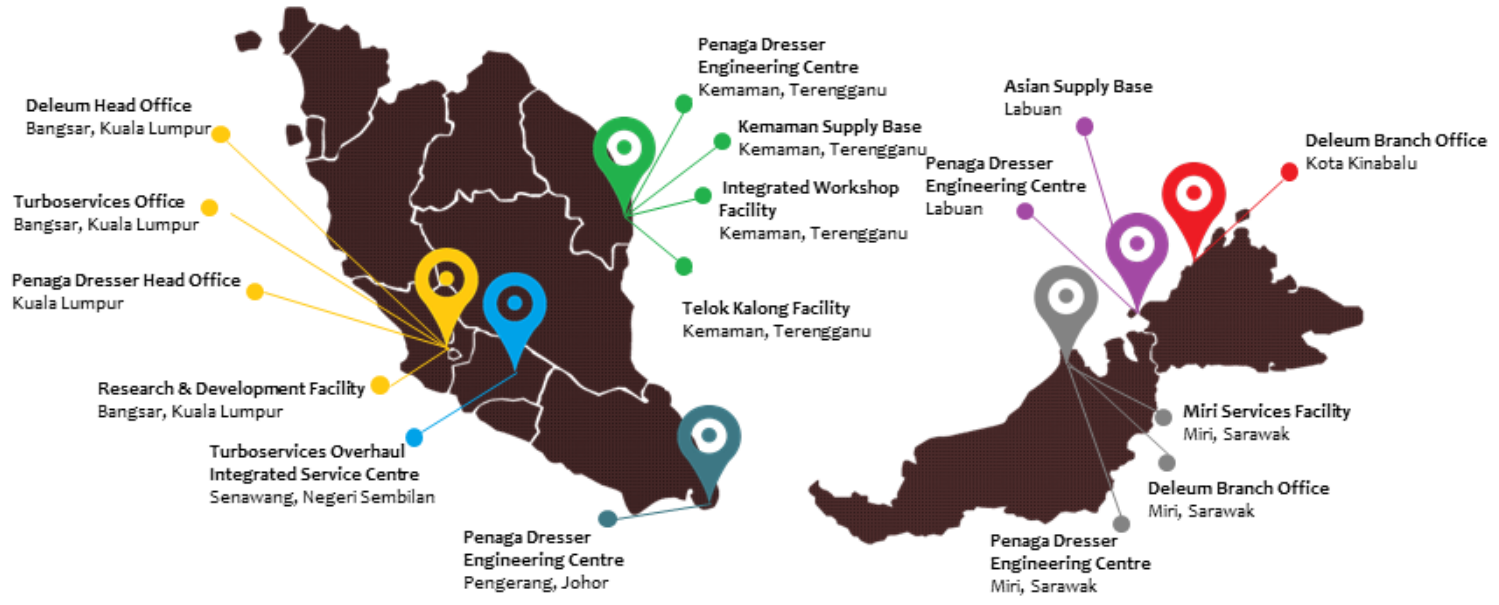 Deleum Head Office
Bangsar, Kuala Lumpur
Turboservices Office
Bangsar, Kuala Lumpur
Penaga Dresser Head Office
Kuala Lumpur
Research & Development Facility
Bangsar, Kuala Lumpur
Turboservices Overhaul
Integrated Service Centre
Senawang, Negeri Sembilan
Penaga Dresser
Engineering Centre
Pengerang, Johor
Penaga Dresser
Engineering Centre
Kemaman, Terengganu
Kemaman Supply Base
Kemaman, Terengganu
Integrated Workshop
Facility
Kemaman, Terengganu
Telok Kalong Facility
Kemaman, Terengganu
Asian Supply Base
Labuan
Penaga Dresser
Engineering Centre
Labuan
Deleum Branch Office
Kota Kinabalu
Miri Services Facility
Miri, Sarawak
Deleum Branch Office
Miri, Sarawak
Penaga Dresser
Engineering Centre
Miri, Sarawak